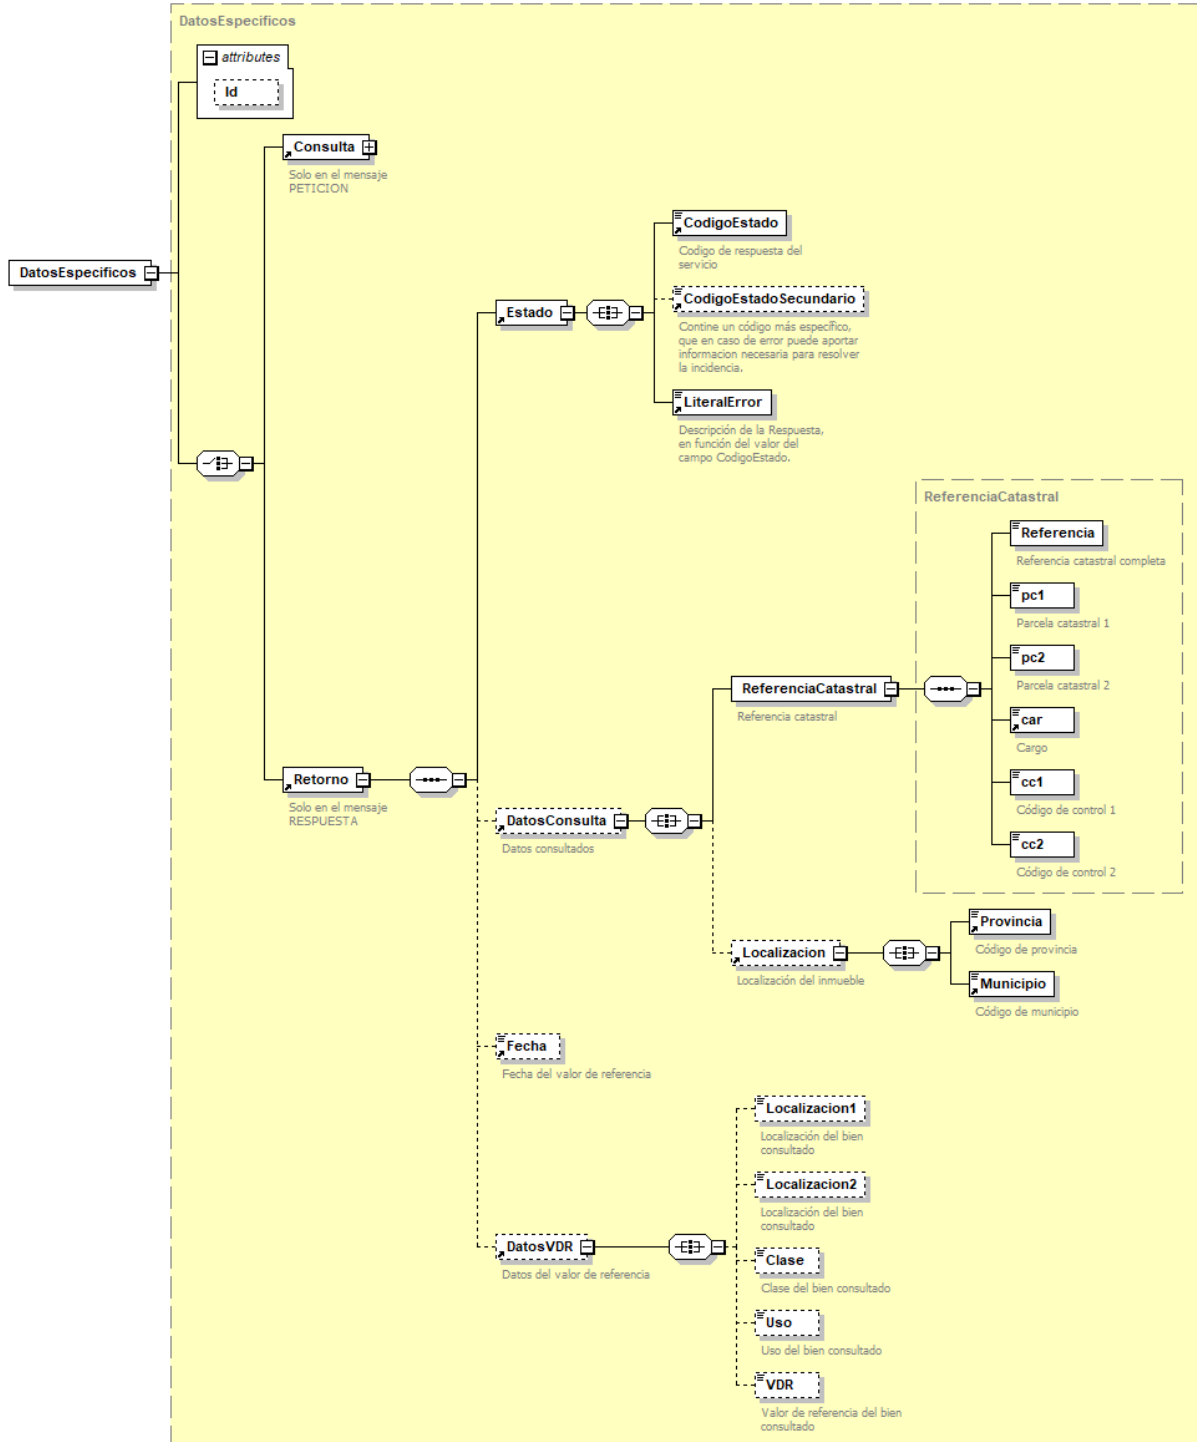 DatosEspecificos
attributes
Id
Consulta
Solo en el mensaje
PETICION
DatosEspecificos
CodigoEstado
Codigo de respuesta del
servicio
Estado
CodigoEstadoSecundario
Contine un código más específico,
que en caso de error puede aportar
informacion necesaria para resolver
la incidencia.
LiteralError
Descripción de la Respuesta,
en función del valor del
campo CodigoEstado.
ReferenciaCatastral
Referencia
Referencia catastral completa
pc1
Parcela catastral 1
pc2
Parcela catastral 2
ReferenciaCatastral
Referencia catastral
car
Cargo
cc1
Código de control 1
cc2
Código de control 2
Retorno
Solo en el mensaje
RESPUESTA
DatosConsulta
Datos consultados
Localizacion
Localización del inmueble
Provincia
Código de provincia
Municipio
Código de municipio
Fecha
Fecha del valor de referencia
Localizacion1
Localización del bien
consultado
Localizacion2
Localización del bien
consultado
DatosVDR
Datos del valor de referencia
Clase
Clase del bien consultado
Uso
Uso del bien consultado
VDR
Valor de referencia del bien
consultado